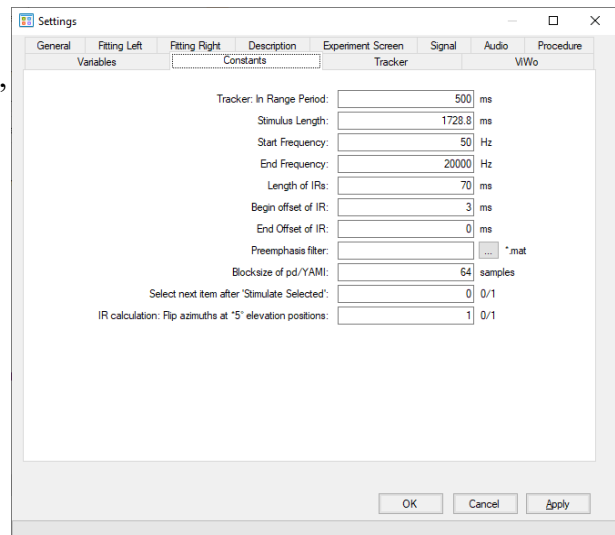 Settings
General Fitting Left Fitting Right Description Experiment Screen Signal Audio Procedure
Variables Constants Tracker ViWo
,
Tracker: In Range Period: 500 ms
Stimulus Length: 1728.8 ms
Start Frequency: 50 Hz
End Frequency: 20000 Hz
Length of IRs: 70 ms
Begin offset of IR: 3 ms
End Offset of IR: 0 ms
Preemphasis filter: ... *.mat
Blocksize of pd/YAMI: 64 samples
Select next item after 'Stimulate Selected': 0 0/1
IR calculation: Flip azimuths at "5" elevation positions: 1 0/1
OK Cancel Apply